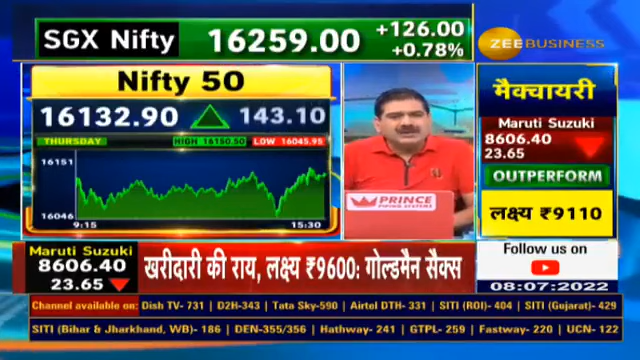 SGX Nifty
16259.00
+126.00
+0.78%
ZEE BUSINESS
Nifty 50
16132.90
143.10
THURSDAY
HIGH 16150.50
LOW 16045.95
16151
16046
9:15
15:30
PRINCE
PIPING SYSTEMS
मैक्वायरी
Maruti Suzuki
8606.40
23.65
OUTPERFORM
लक्ष्य ₹9110
Maruti Suzuki
8606.40
23.65
खरीदारी की राय, लक्ष्य ₹9600: गोल्डमैन सैक्स
Follow us on
08:07:2022
Channel available on: Dish TV- 731 | D2H-343 | Tata Sky-590 | Airtel DTH- 331 | SITI (ROI)- 404 | SITI (Gujarat)- 429
SITI (Bihar & Jharkhand, WB)- 186 | DEN-355/356 | Hathway- 241 | GTPL- 259 | Fastway- 220 | UCN- 122